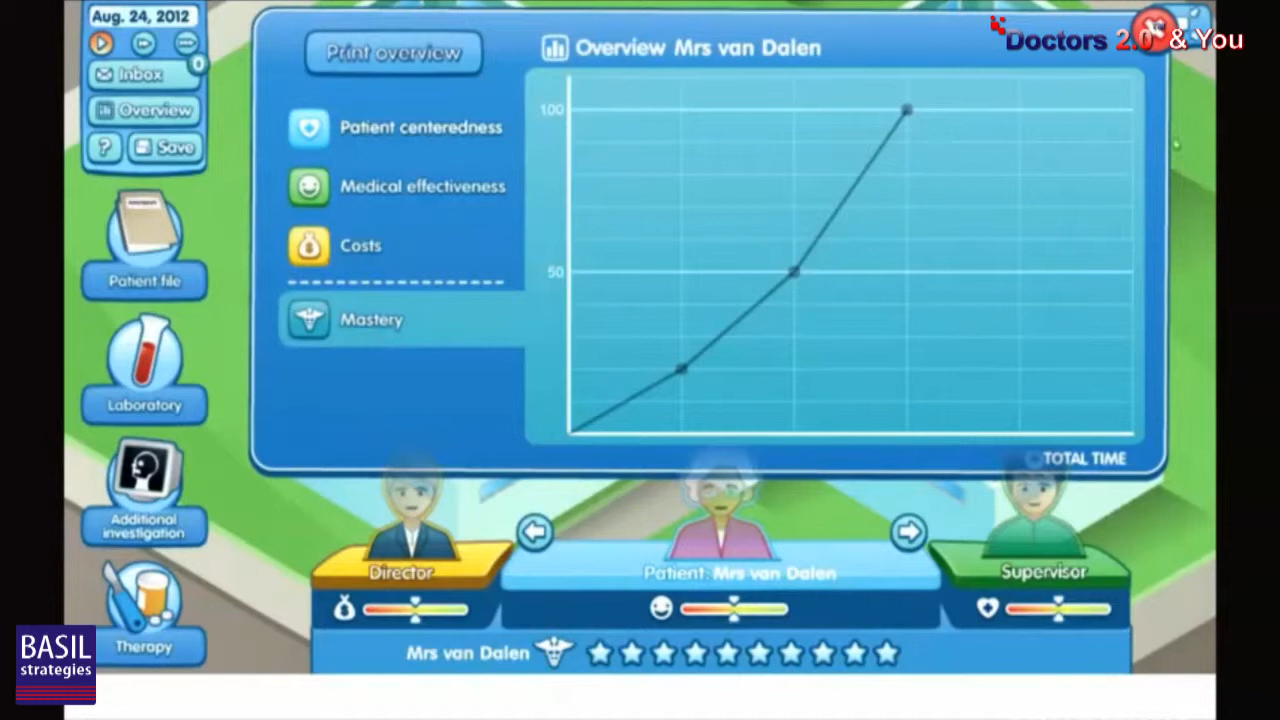 Aug. 24, 2012
Inbox
0
Overview
?
Save
Patient file
Laboratory
Additional
investigation
Therapy
BASIL
strategies
Print overview
Overview Mrs van Dalen
Doctors 2.0 & You
Patient centeredness
Medical effectiveness
Costs
Mastery
100
50
TOTAL TIME
Director
Patient: Mrs van Dalen
Supervisor
Mrs van Dalen